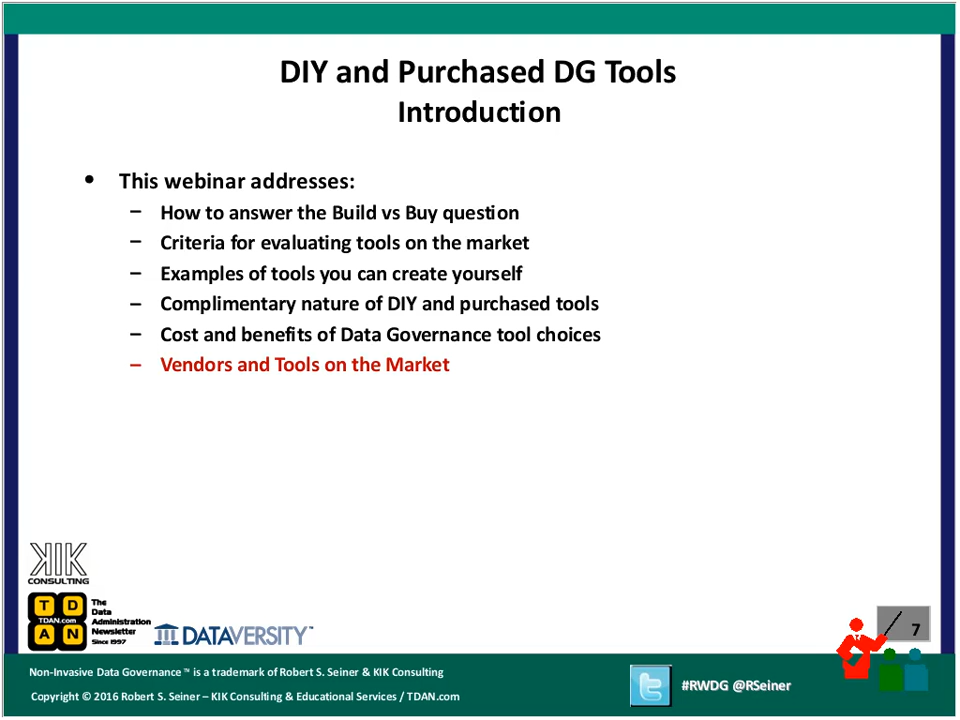 DIY and Purchased DG Tools
Introduction
• This webinar addresses:
– How to answer the Build vs Buy question
– Criteria for evaluating tools on the market
– Examples of tools you can create yourself
– Complimentary nature of DIY and purchased tools
– Cost and benefits of Data Governance tool choices
– Vendors and Tools on the Market
KIK
CONSULTING
T D
TDAN.com
A N
The
Data
Administration
Newsletter
Since 1997
DATAVERSITY™
7
Non-Invasive Data Governance ™ is a trademark of Robert S. Seiner & KIK Consulting
Copyright © 2016 Robert S. Seiner – KIK Consulting & Educational Services / TDAN.com
#RWDG @RSeiner